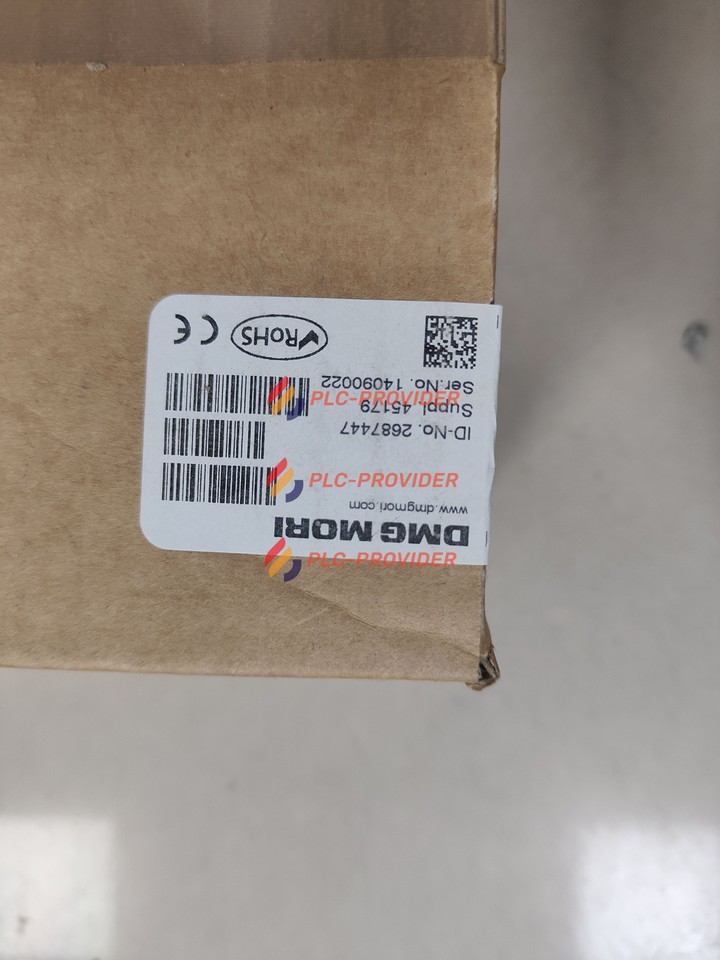 DMG MORI
www.dmgmori.com
ID-No. 2687447
Suppl. 45179
Ser.No. 14090022
RoHS
CE
PLC-PROVIDER
PLC-PROVIDER
PLC-PROVIDER